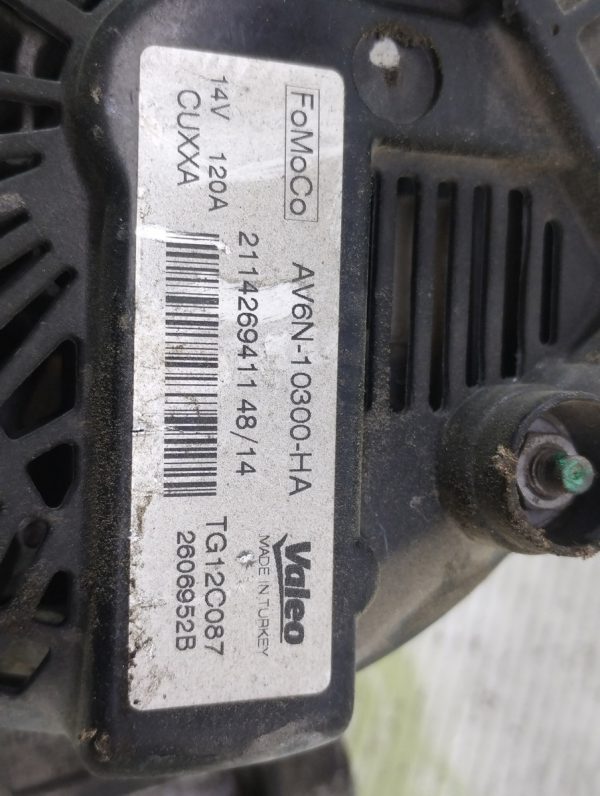 FoMoCo AV6N-10300-HA Valeo
MADE IN TURKEY
2114269411 48/14
14V 120A TG12C087
CUXXA 2606952B